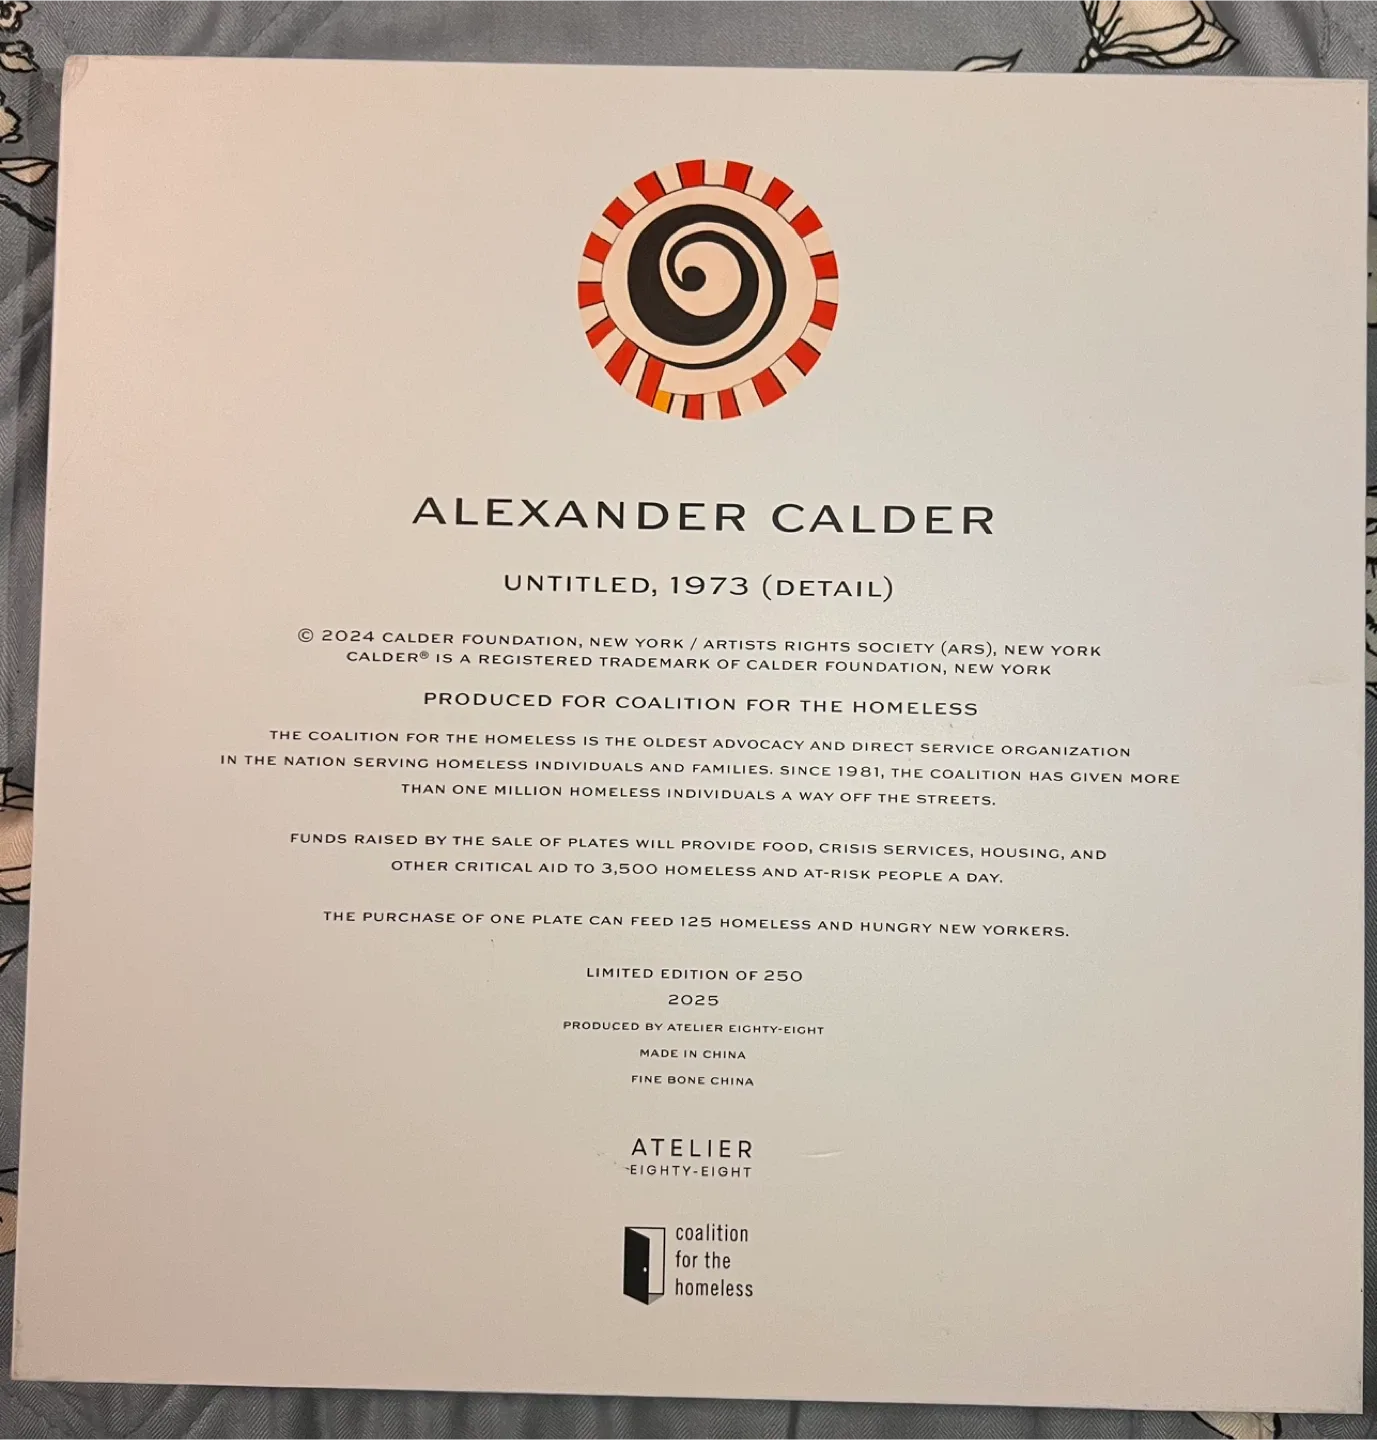 ALEXANDER CALDER
UNTITLED, 1973 (DETAIL)
© 2024 CALDER FOUNDATION, NEW YORK / ARTISTS RIGHTS SOCIETY (ARS), NEW YORK
CALDER® IS A REGISTERED TRADEMARK OF CALDER FOUNDATION, NEW YORK
PRODUCED FOR COALITION FOR THE HOMELESS
THE COALITION FOR THE HOMELESS IS THE OLDEST ADVOCACY AND DIRECT SERVICE ORGANIZATION
IN THE NATION SERVING HOMELESS INDIVIDUALS AND FAMILIES. SINCE 1981, THE COALITION HAS GIVEN MORE
THAN ONE MILLION HOMELESS INDIVIDUALS A WAY OFF THE STREETS.
FUNDS RAISED BY THE SALE OF PLATES WILL PROVIDE FOOD, CRISIS SERVICES, HOUSING, AND
OTHER CRITICAL AID TO 3,500 HOMELESS AND AT-RISK PEOPLE A DAY.
THE PURCHASE OF ONE PLATE CAN FEED 125 HOMELESS AND HUNGRY NEW YORKERS.
LIMITED EDITION OF 250
2025
PRODUCED BY ATELIER EIGHTY-EIGHT
MADE IN CHINA
FINE BONE CHINA
ATELIER
EIGHTY-EIGHT
coalition
for the
homeless